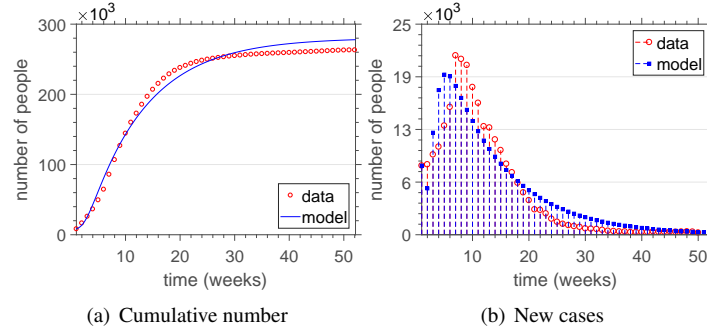 ×10³
300
200
100
0
number of people
data
model
10 20 30 40 50
time (weeks)
(a) Cumulative number
×10³
25
19
13
6
0
number of people
data
model
0 10 20 30 40 50
time (weeks)
(b) New cases